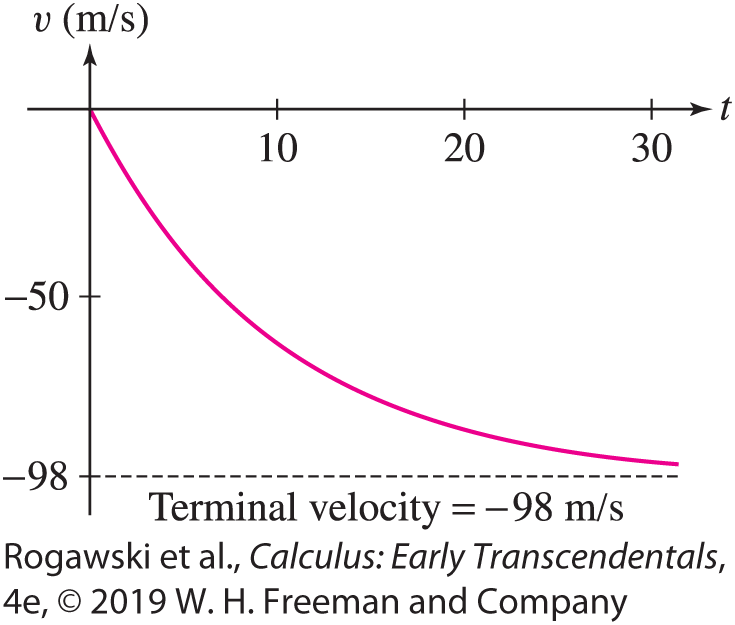 v (m/s)
t
10 20 30
−50
−98
Terminal velocity = −98 m/s
Rogawski et al., Calculus: Early Transcendentals,
4e, © 2019 W. H. Freeman and Company